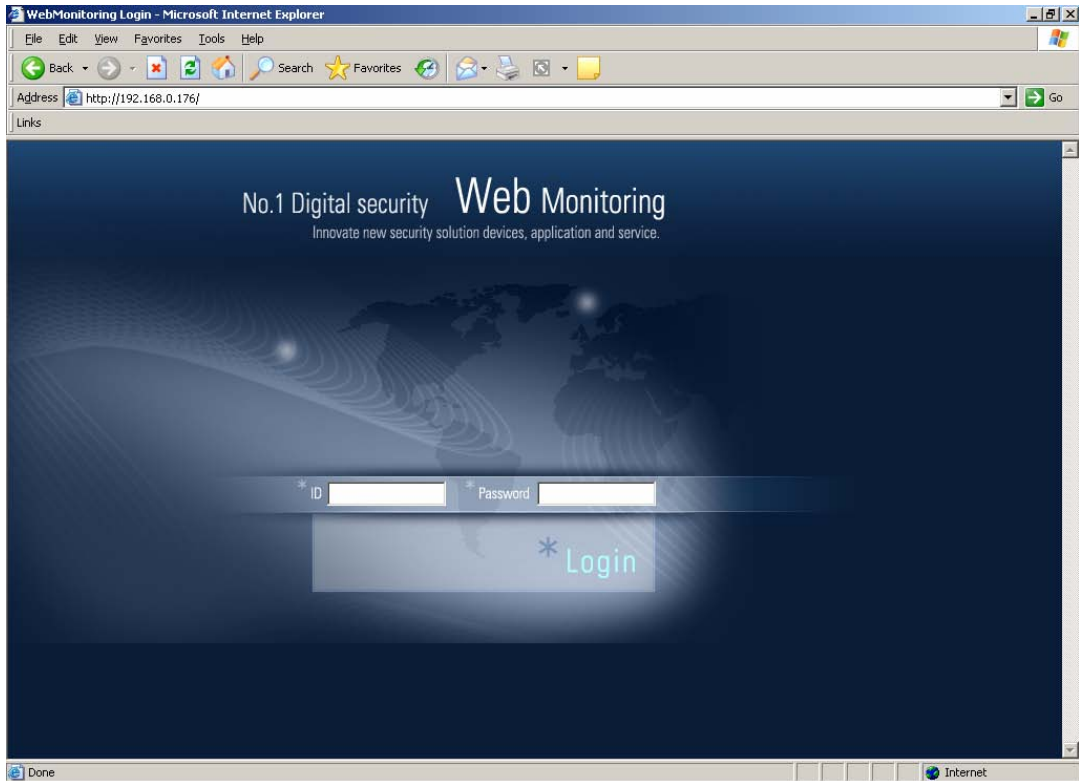 WebMonitoring Login - Microsoft Internet Explorer
File Edit View Favorites Tools Help
Back Search Favorites
Address http://192.168.0.176/ Go
Links
No.1 Digital security Web Monitoring
Innovate new security solution devices, application and service.
* ID * Password
* Login
Done Internet